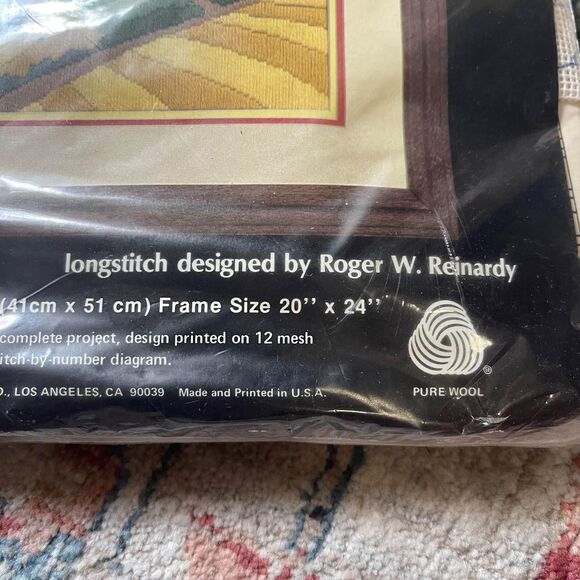 longstitch designed by Roger W. Reinardy
(41cm x 51 cm) Frame Size 20'' x 24''
complete project, design printed on 12 mesh
itch-by-number diagram.
O., LOS ANGELES, CA 90039 Made and Printed in U.S.A.
®
PURE WOOL